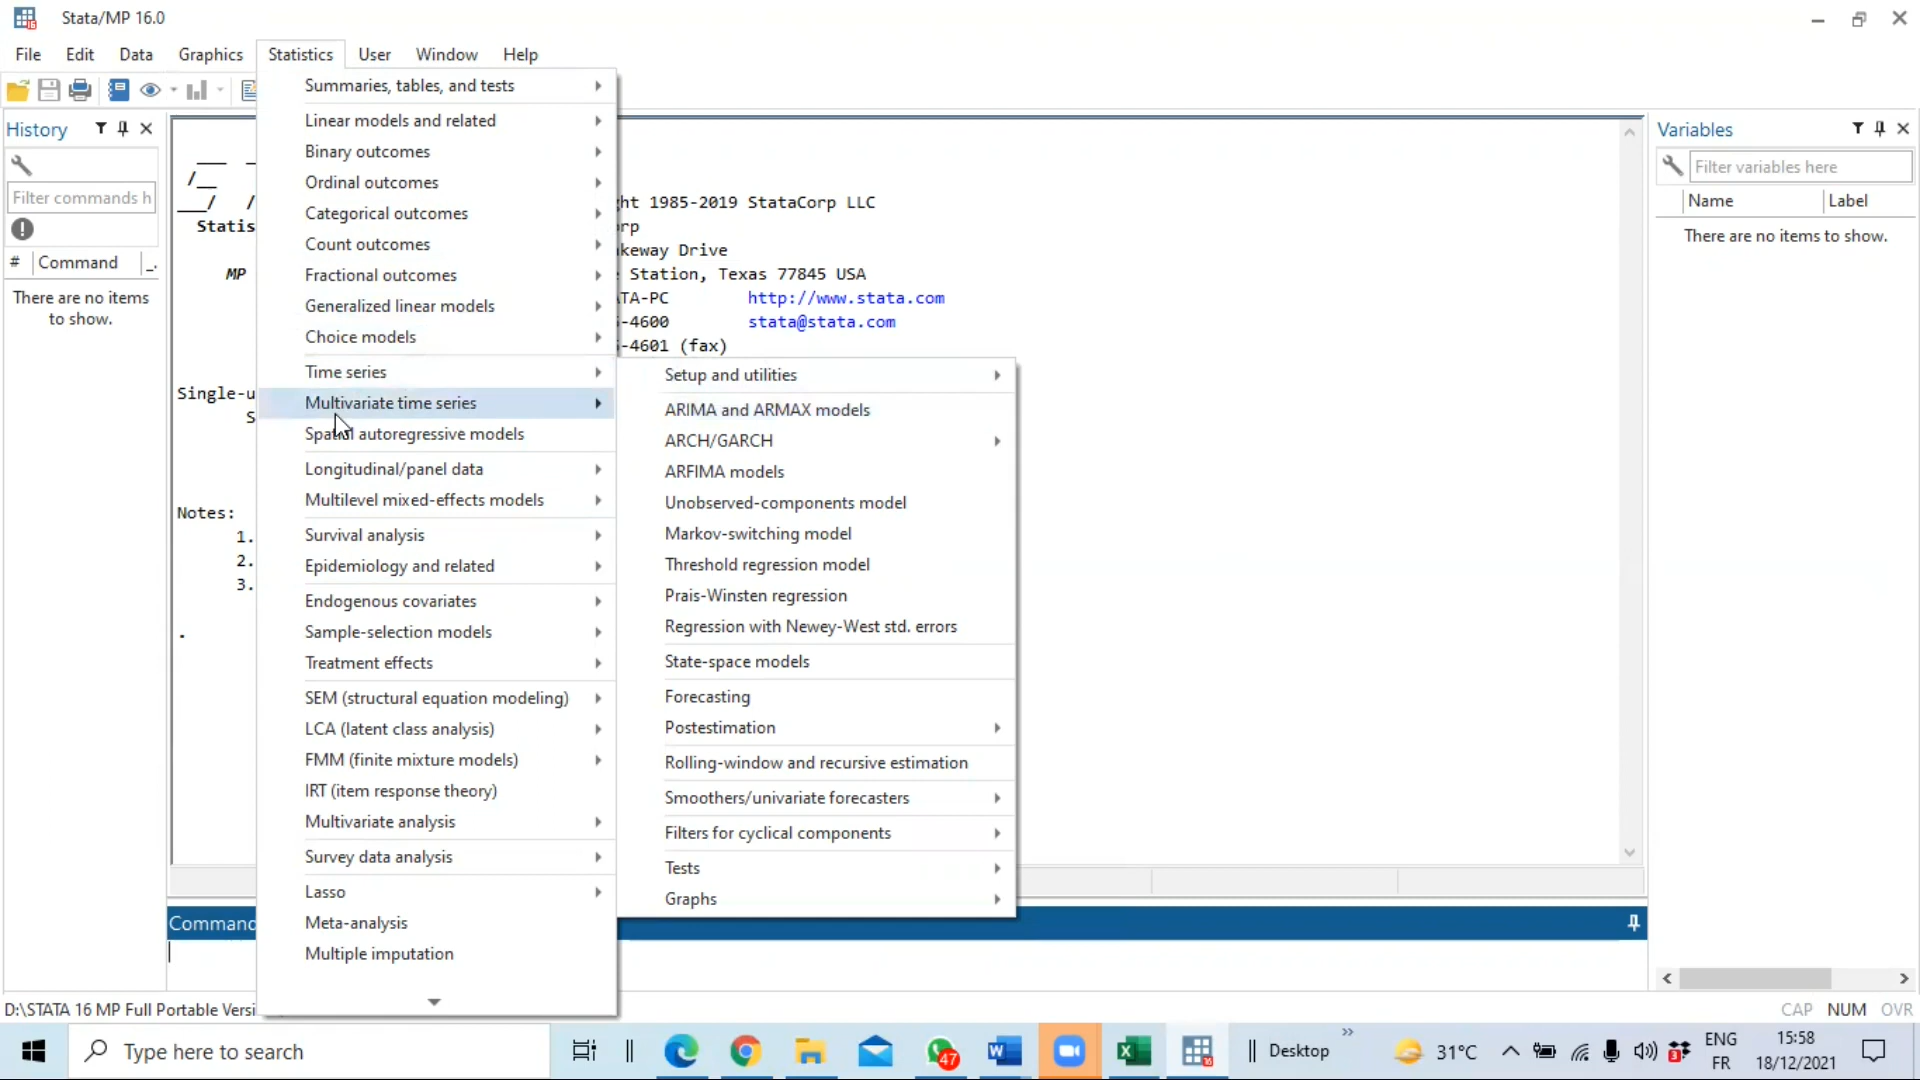 Stata/MP 16.0
File Edit Data Graphics Statistics User Window Help
History
Filter commands h
# Command _.
There are no items
to show.
Statis
MP
Single-u
S
Notes:
1.
2.
3.
.
Summaries, tables, and tests
Linear models and related
Binary outcomes
Ordinal outcomes
Categorical outcomes
Count outcomes
Fractional outcomes
Generalized linear models
Choice models
Time series
Multivariate time series
Spatial autoregressive models
Longitudinal/panel data
Multilevel mixed-effects models
Survival analysis
Epidemiology and related
Endogenous covariates
Sample-selection models
Treatment effects
SEM (structural equation modeling)
LCA (latent class analysis)
FMM (finite mixture models)
IRT (item response theory)
Multivariate analysis
Survey data analysis
Lasso
Meta-analysis
Multiple imputation
ght 1985-2019 StataCorp LLC
rp
keway Drive
Station, Texas 77845 USA
TA-PC http://www.stata.com
-4600 stata@stata.com
-4601 (fax)
Setup and utilities
ARIMA and ARMAX models
ARCH/GARCH
ARFIMA models
Unobserved-components model
Markov-switching model
Threshold regression model
Prais-Winsten regression
Regression with Newey-West std. errors
State-space models
Forecasting
Postestimation
Rolling-window and recursive estimation
Smoothers/univariate forecasters
Filters for cyclical components
Tests
Graphs
Variables
Filter variables here
Name Label
There are no items to show.
Command
D:\STATA 16 MP Full Portable Versi
CAP NUM OVR
Type here to search
47
Desktop
31°C
3
ENG
FR
15:58
18/12/2021